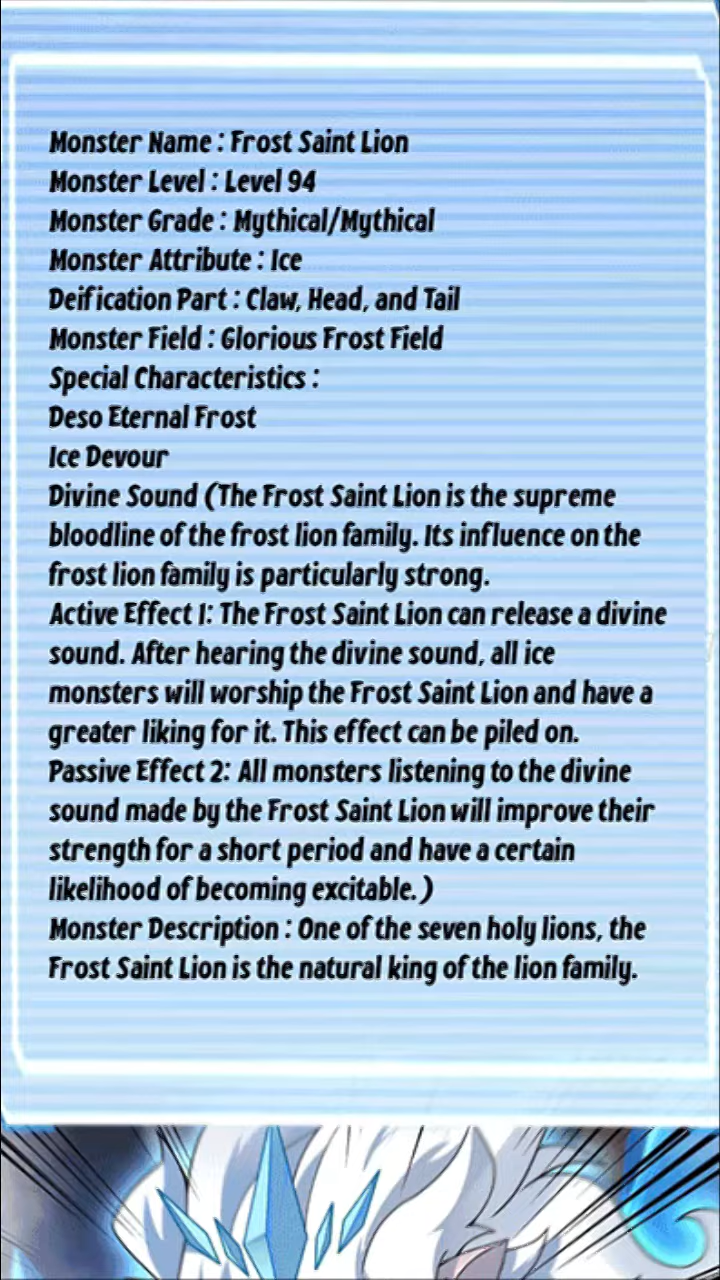 Monster Name : Frost Saint Lion
Monster Level : Level 94
Monster Grade : Mythical/Mythical
Monster Attribute : Ice
Deification Part : Claw, Head, and Tail
Monster Field : Glorious Frost Field
Special Characteristics :
Deso Eternal Frost
Ice Devour
Divine Sound (The Frost Saint Lion is the supreme
bloodline of the frost lion family. Its influence on the
frost lion family is particularly strong.
Active Effect 1: The Frost Saint Lion can release a divine
sound. After hearing the divine sound, all ice
monsters will worship the Frost Saint Lion and have a
greater liking for it. This effect can be piled on.
Passive Effect 2: All monsters listening to the divine
sound made by the Frost Saint Lion will improve their
strength for a short period and have a certain
likelihood of becoming excitable.)
Monster Description : One of the seven holy lions, the
Frost Saint Lion is the natural king of the lion family.